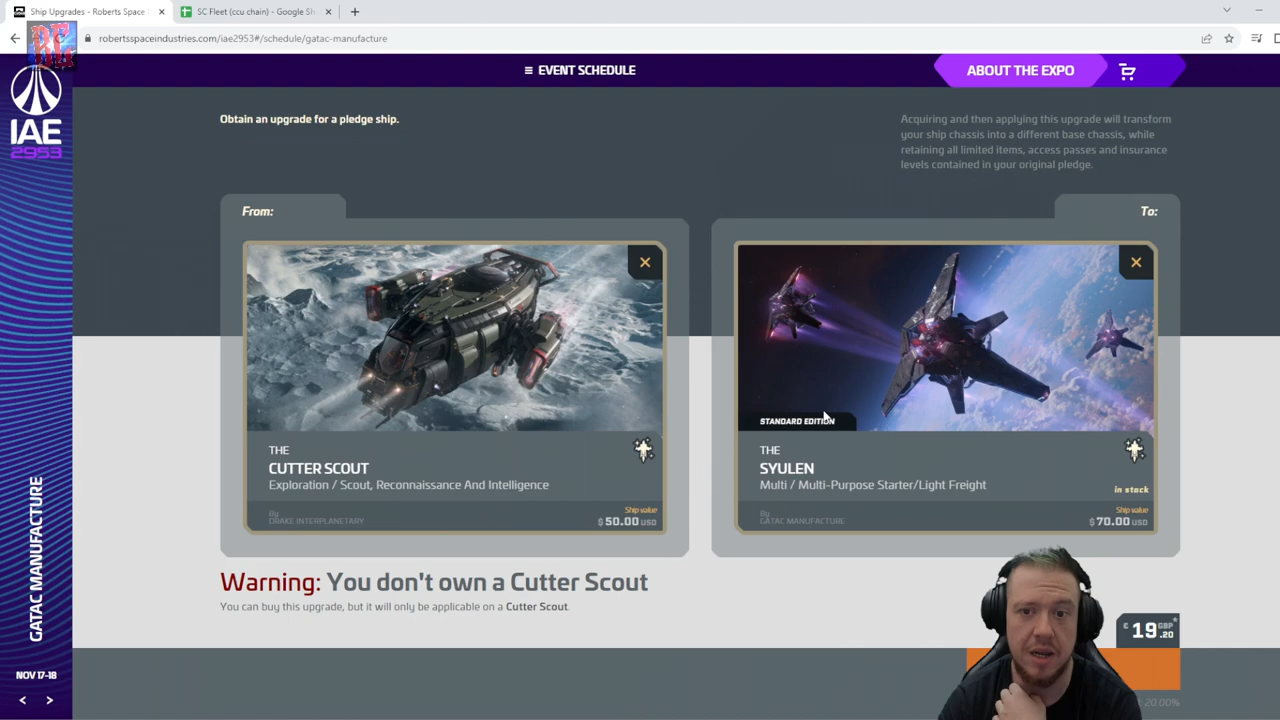 Ship Upgrades - Roberts Space
SC Fleet (ccu chain) - Google Sh
robertsspaceindustries.com/iae2953#/schedule/gatac-manufacture
IAE
2953
EVENT SCHEDULE
ABOUT THE EXPO
Obtain an upgrade for a pledge ship.
Acquiring and then applying this upgrade will transform
your ship chassis into a different base chassis, while
retaining all limited items, access passes and insurance
levels contained in your original pledge.
From:
To:
STANDARD EDITION
THE
CUTTER SCOUT
Exploration / Scout, Reconnaissance And Intelligence
By
DRAKE INTERPLANETARY
Ship value
$ 50.00 USD
THE
SYULEN
Multi / Multi-Purpose Starter/Light Freight
in stock
By
GATAC MANUFACTURE
Ship value
$ 70.00 USD
Warning: You don't own a Cutter Scout
You can buy this upgrade, but it will only be applicable on a Cutter Scout.
£ 19.20 GBP *
20.00%
GATAC MANUFACTURE
NOV 17-18